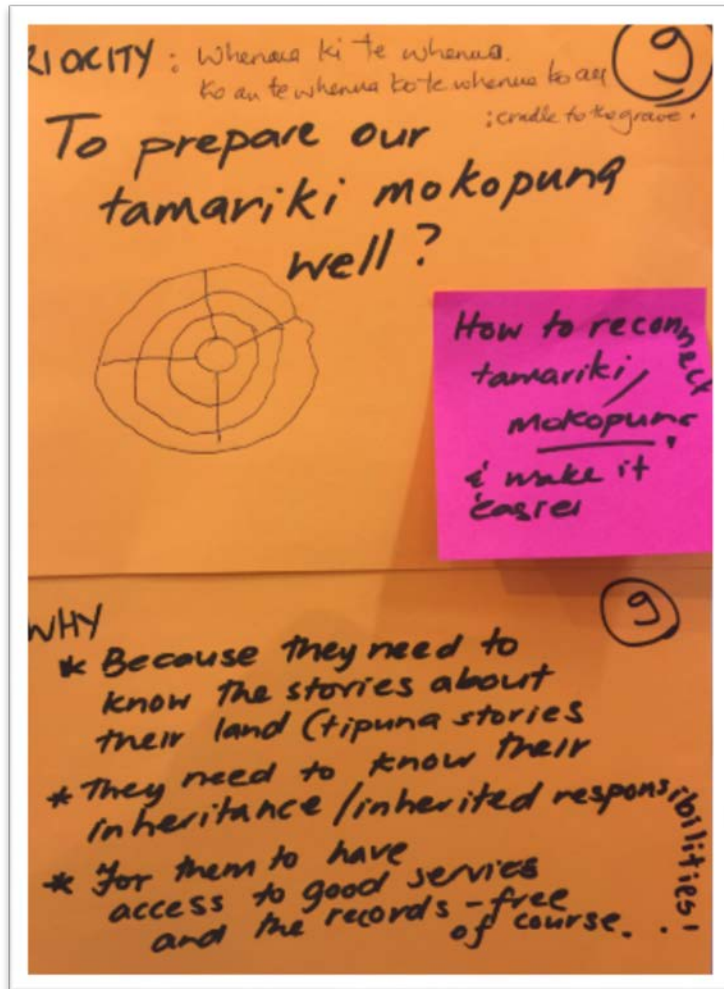 RIORITY : Whenua ki te whenua.
9
ko au te whenua ko te whenua ko au
: cradle to the grave.
To prepare our
tamariki mokopuna
well?
How to reconnect
tamariki /
mokopuna.
& make it
easier
WHY
9
* Because they need to
know the stories about
their land (tipuna stories
* They need to know their
inheritance / inherited responsibilities!
* For them to have
access to good servies
and the records - free
of course.